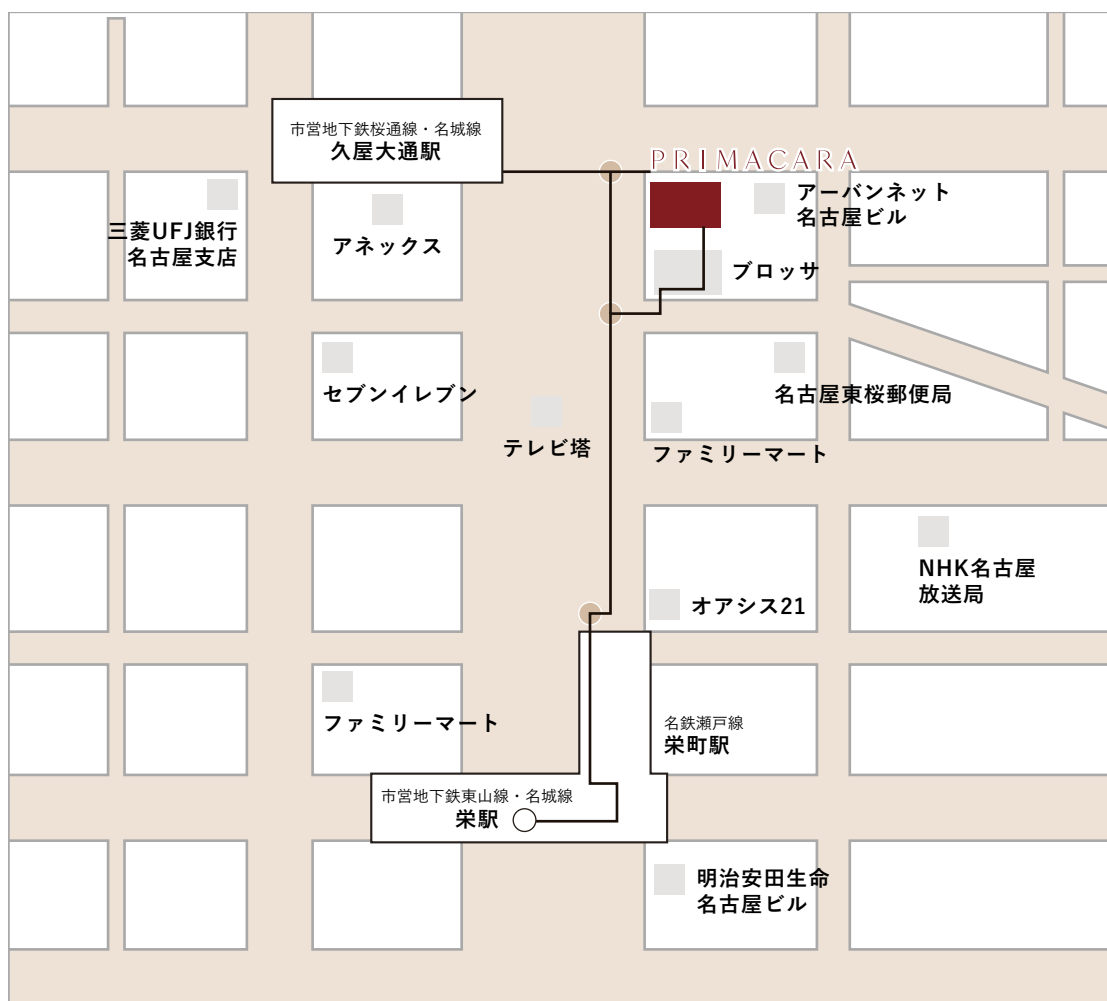 市営地下鉄桜通線・名城線
久屋大通駅
PRIMACARA
アーバンネット
名古屋ビル
三菱UFJ銀行
名古屋支店
アネックス
ブロッサ
セブンイレブン
名古屋東桜郵便局
テレビ塔
ファミリーマート
NHK名古屋
放送局
オアシス21
ファミリーマート
名鉄瀬戸線
栄町駅
市営地下鉄東山線・名城線
栄駅
明治安田生命
名古屋ビル